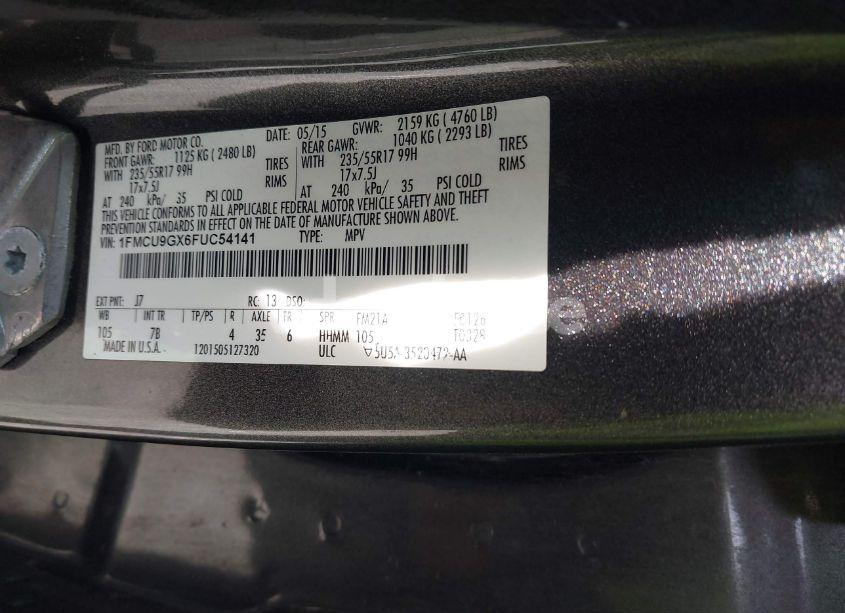 MFD. BY FORD MOTOR CO. DATE: 05/15 GVWR: 2159 KG ( 4760 LB)
FRONT GAWR: 1125 KG ( 2480 LB) REAR GAWR: 1040 KG ( 2293 LB)
WITH 235/55R17 99H TIRES WITH 235/55R17 99H TIRES
17x7.5J RIMS 17x7.5J RIMS
AT 240 kPa/ 35 PSI COLD AT 240 kPa/ 35 PSI COLD
THIS VEHICLE CONFORMS TO ALL APPLICABLE FEDERAL MOTOR VEHICLE SAFETY AND THEFT
PREVENTION STANDARDS IN EFFECT ON THE DATE OF MANUFACTURE SHOWN ABOVE.
VIN: 1FMCU9GX6FUC54141 TYPE: MPV
EXT PNT: J7 RC: 13 DSO:
WB INT TR TP/PS R AXLE TR SPR FM21A
105 7B 4 35 6 HHMM 105
MADE IN U.S.A. 1201505127320 ULC